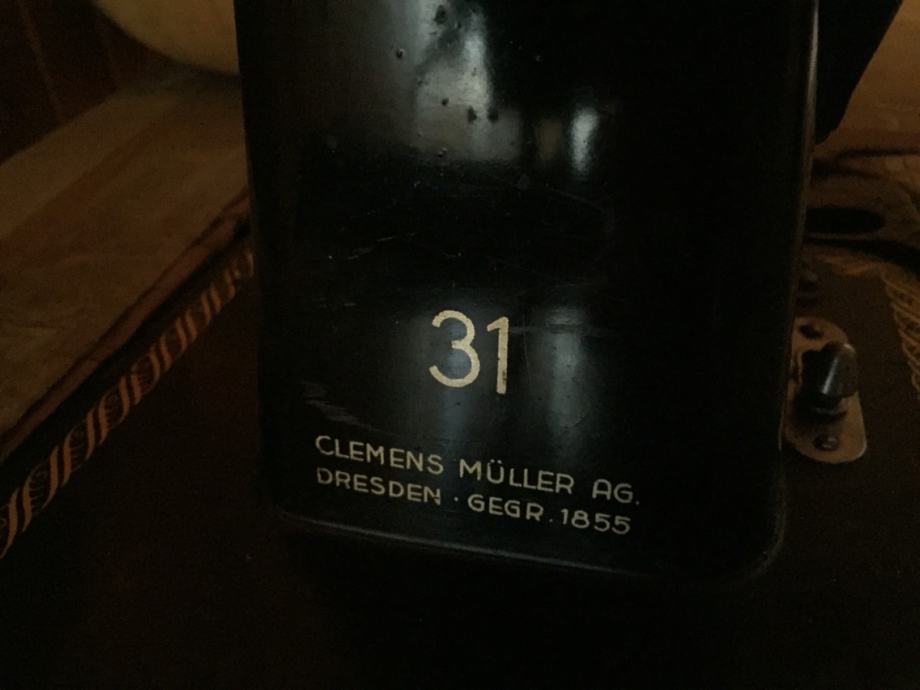 31
CLEMENS MÜLLER AG.
DRESDEN · GEGR. 1855